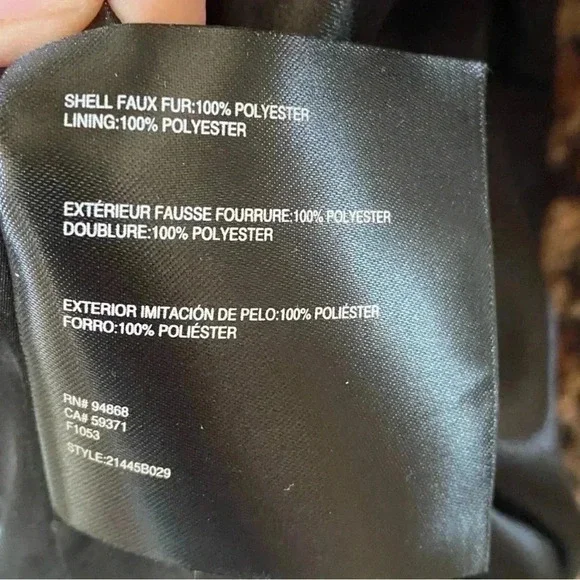 SHELL FAUX FUR:100% POLYESTER
LINING:100% POLYESTER
EXTÉRIEUR FAUSSE FOURRURE:100% POLYESTER
DOUBLURE:100% POLYESTER
EXTERIOR IMITACIÓN DE PELO:100% POLIÉSTER
FORRO:100% POLIÉSTER
RN# 94868
CA# 59371
F1053
STYLE:21445B029